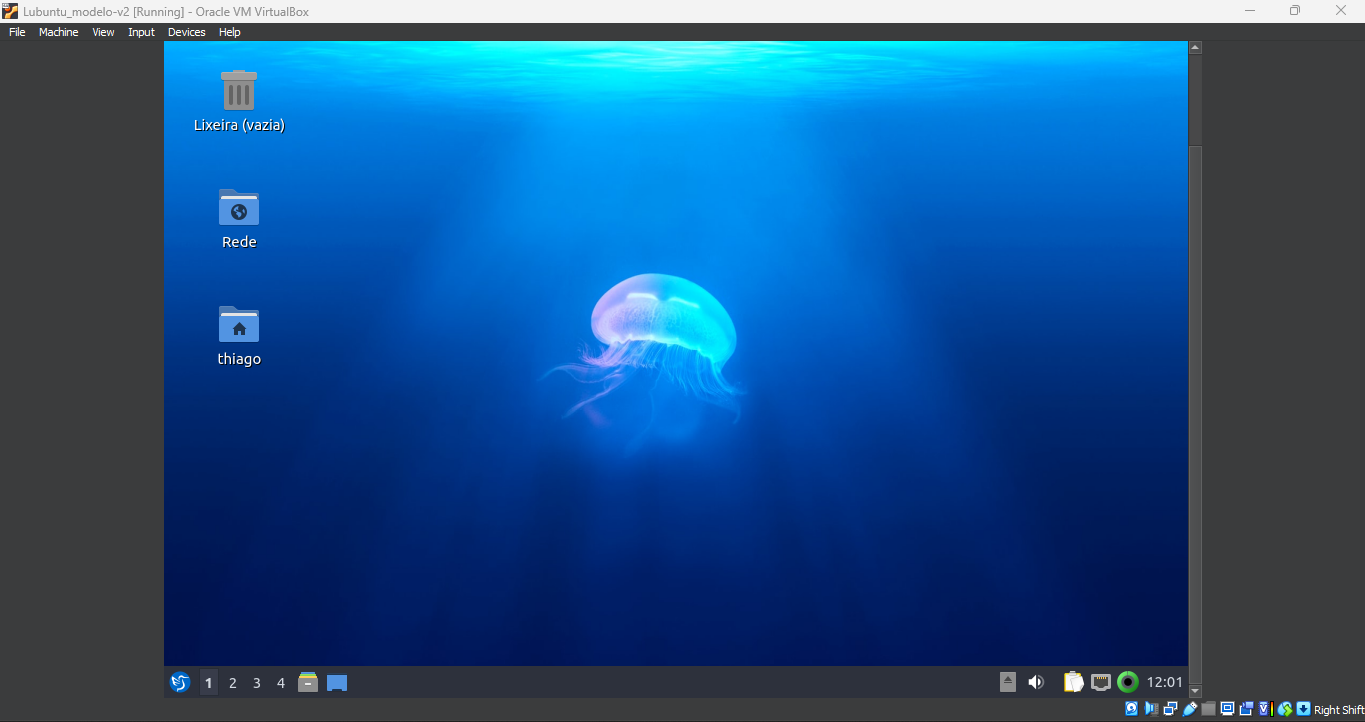 Lubuntu_modelo-v2 [Running] - Oracle VM VirtualBox
File Machine View Input Devices Help
Lixeira (vazia)
Rede
thiago
1 2 3 4
12:01
Right Shift